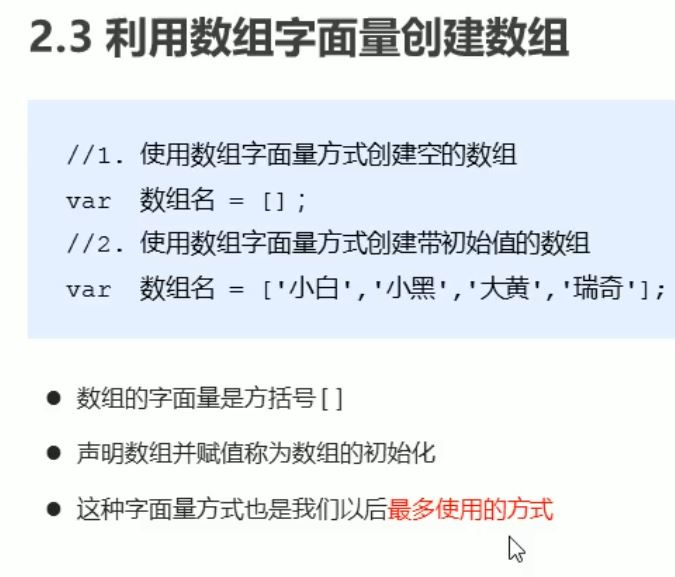 2.3 利用数组字面量创建数组
//1. 使用数组字面量方式创建空的数组
var 数组名 = [];
//2. 使用数组字面量方式创建带初始值的数组
var 数组名 = ['小白','小黑','大黄','瑞奇'];
● 数组的字面量是方括号[]
● 声明数组并赋值称为数组的初始化
● 这种字面量方式也是我们以后最多使用的方式